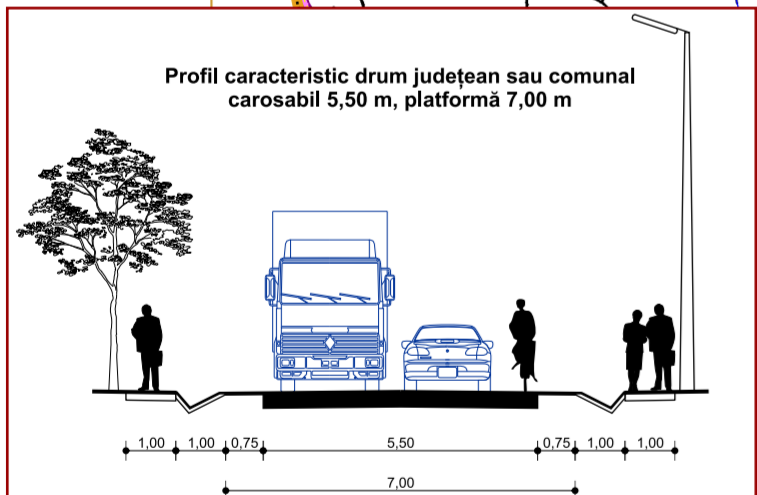 Profil caracteristic drum județean sau comunal
carosabil 5,50 m, platformă 7,00 m
1,00 1,00 0,75 5,50 0,75 1,00 1,00
7,00